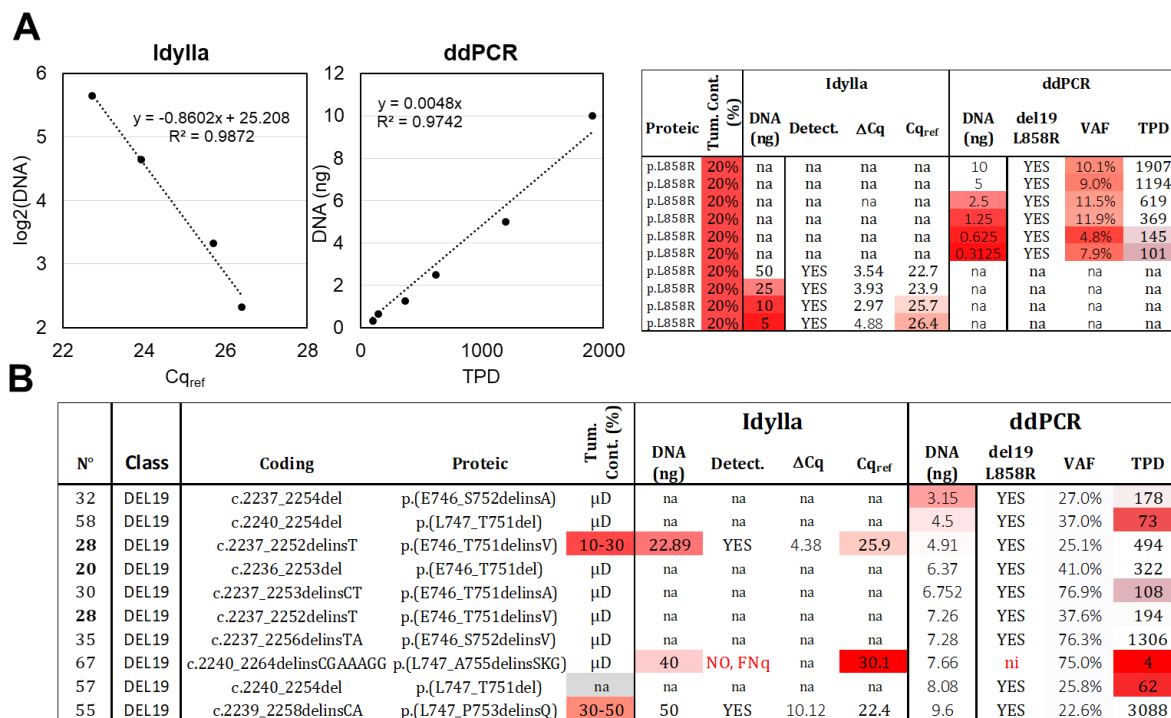 A
Idylla
ddPCR
6
5
4
3
2
log2(DNA)
y = -0.8602x + 25.208
R² = 0.9872
22 24 26 28
Cqref
12
10
8
6
4
2
0
DNA (ng)
y = 0.0048x
R² = 0.9742
0 1000 2000
TPD
Idylla ddPCR
Proteic Tum. Cont. (%) DNA (ng) Detect. ΔCq Cqref DNA (ng) del19 L858R VAF TPD
p.L858R 20% na na na na 10 YES 10.1% 1907
p.L858R 20% na na na na 5 YES 9.0% 1194
p.L858R 20% na na na na 2.5 YES 11.5% 619
p.L858R 20% na na na na 1.25 YES 11.9% 369
p.L858R 20% na na na na 0.625 YES 4.8% 145
p.L858R 20% na na na na 0.3125 YES 7.9% 101
p.L858R 20% 50 YES 3.54 22.7 na na na na
p.L858R 20% 25 YES 3.93 23.9 na na na na
p.L858R 20% 10 YES 2.97 25.7 na na na na
p.L858R 20% 5 YES 4.88 26.4 na na na na
B
Idylla ddPCR
N° Class Coding Proteic Tum. Cont. (%) DNA (ng) Detect. ΔCq Cqref DNA (ng) del19 L858R VAF TPD
32 DEL19 c.2237_2254del p.(E746_S752delinsA) µD na na na na 3.15 YES 27.0% 178
58 DEL19 c.2240_2254del p.(L747_T751del) µD na na na na 4.5 YES 37.0% 73
28 DEL19 c.2237_2252delinsT p.(E746_T751delinsV) 10-30 22.89 YES 4.38 25.9 4.91 YES 25.1% 494
20 DEL19 c.2236_2253del p.(E746_T751del) µD na na na na 6.37 YES 41.0% 322
30 DEL19 c.2237_2253delinsCT p.(E746_T751delinsA) µD na na na na 6.752 YES 76.9% 108
28 DEL19 c.2237_2252delinsT p.(E746_T751delinsV) µD na na na na 7.26 YES 37.6% 194
35 DEL19 c.2237_2256delinsTA p.(E746_S752delinsV) µD na na na na 7.28 YES 76.3% 1306
67 DEL19 c.2240_2264delinsCGAAAGG p.(L747_A755delinsSKG) µD 40 NO, FNq na 30.1 7.66 ni 75.0% 4
57 DEL19 c.2240_2254del p.(L747_T751del) na na na na na 8.08 YES 25.8% 62
55 DEL19 c.2239_2258delinsCA p.(L747_P753delinsQ) 30-50 50 YES 10.12 22.4 9.6 YES 22.6% 3088